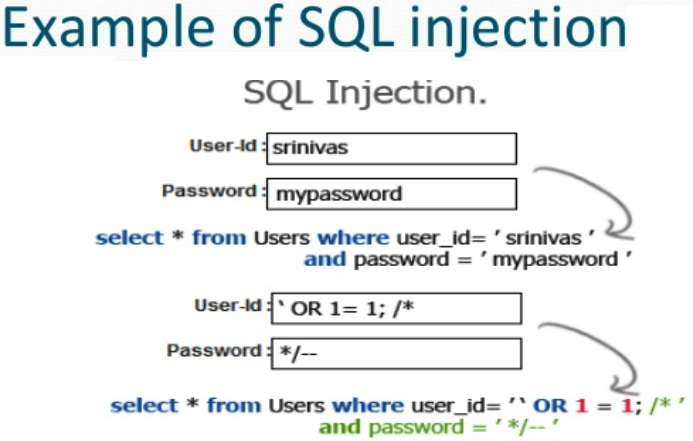 Example of SQL injection
SQL Injection.
User-Id : srinivas
Password : mypassword
select * from Users where user_id= ' srinivas '
and password = ' mypassword '
User-Id : ` OR 1= 1; /*
Password : */--
select * from Users where user_id= '` OR 1 = 1; /* '
and password = ' */-- '